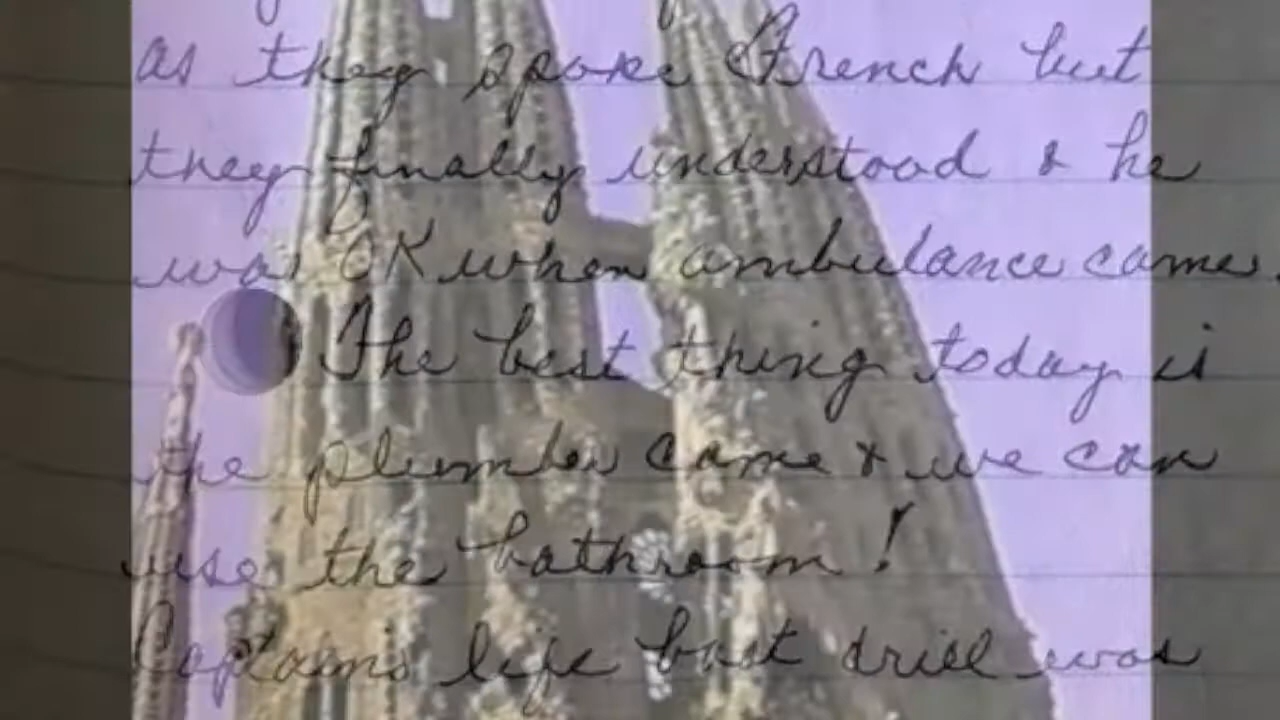 as they spoke French but
they finally understood & he
was OK when ambulance came.
The best thing today is
the plumber came & we can
use the bathroom!
Captains life boat drill was